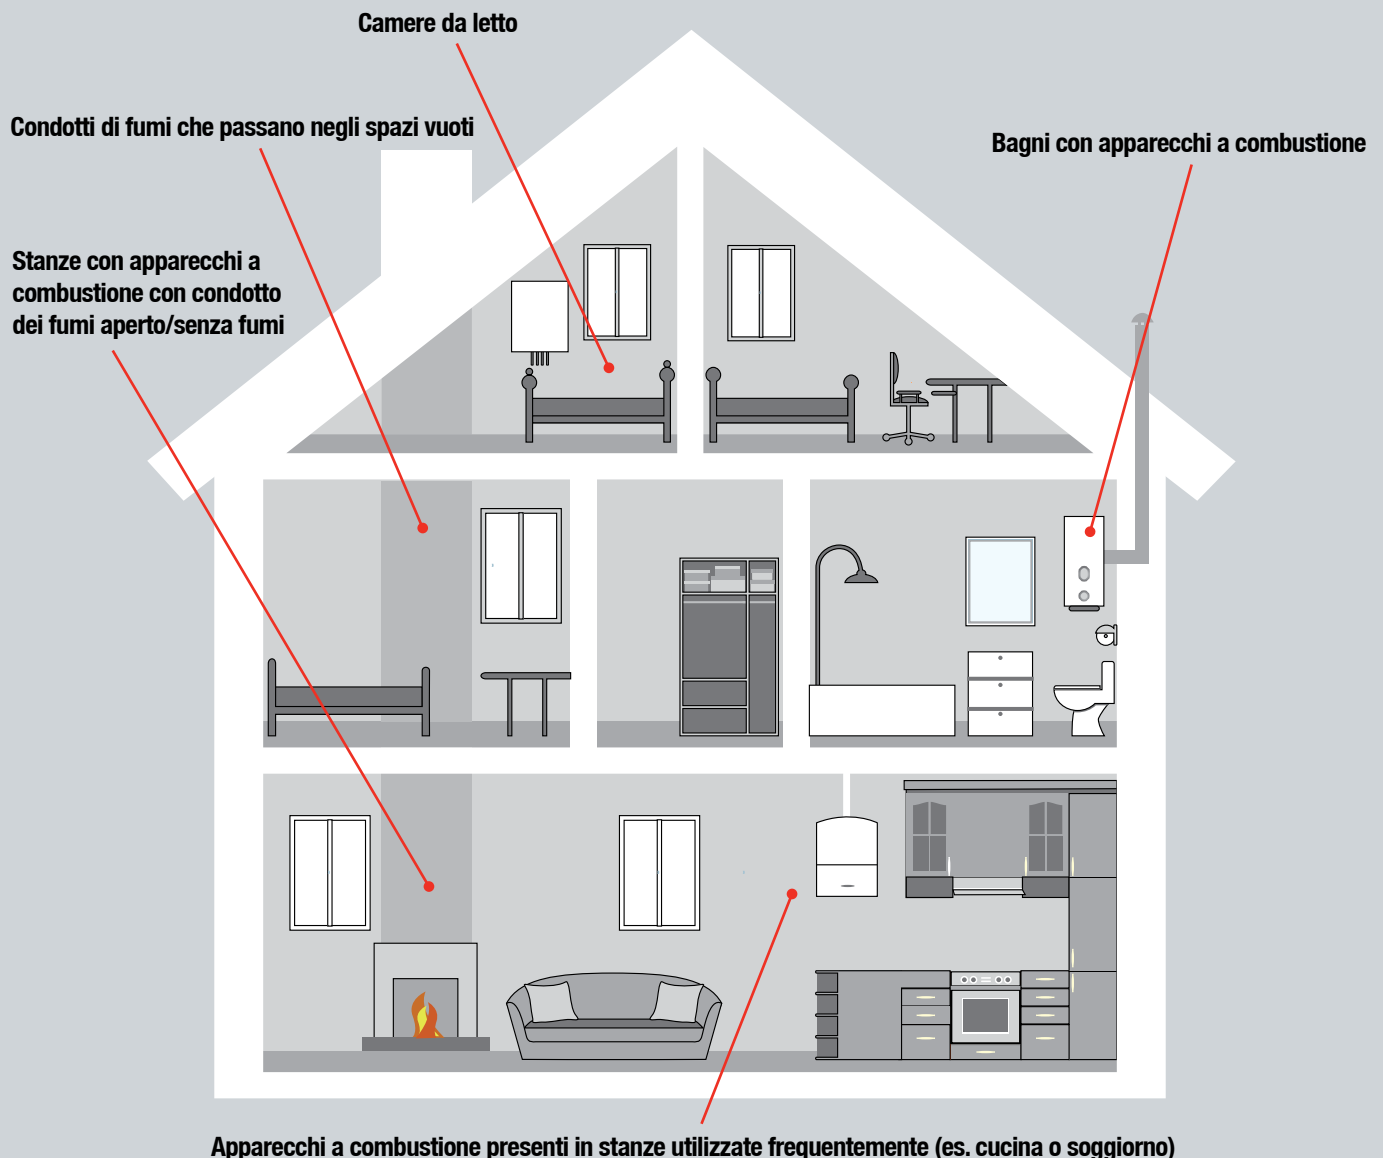 Camere da letto
Condotti di fumi che passano negli spazi vuoti
Bagni con apparecchi a combustione
Stanze con apparecchi a
combustione con condotto
dei fumi aperto/senza fumi
Apparecchi a combustione presenti in stanze utilizzate frequentemente (es. cucina o soggiorno)